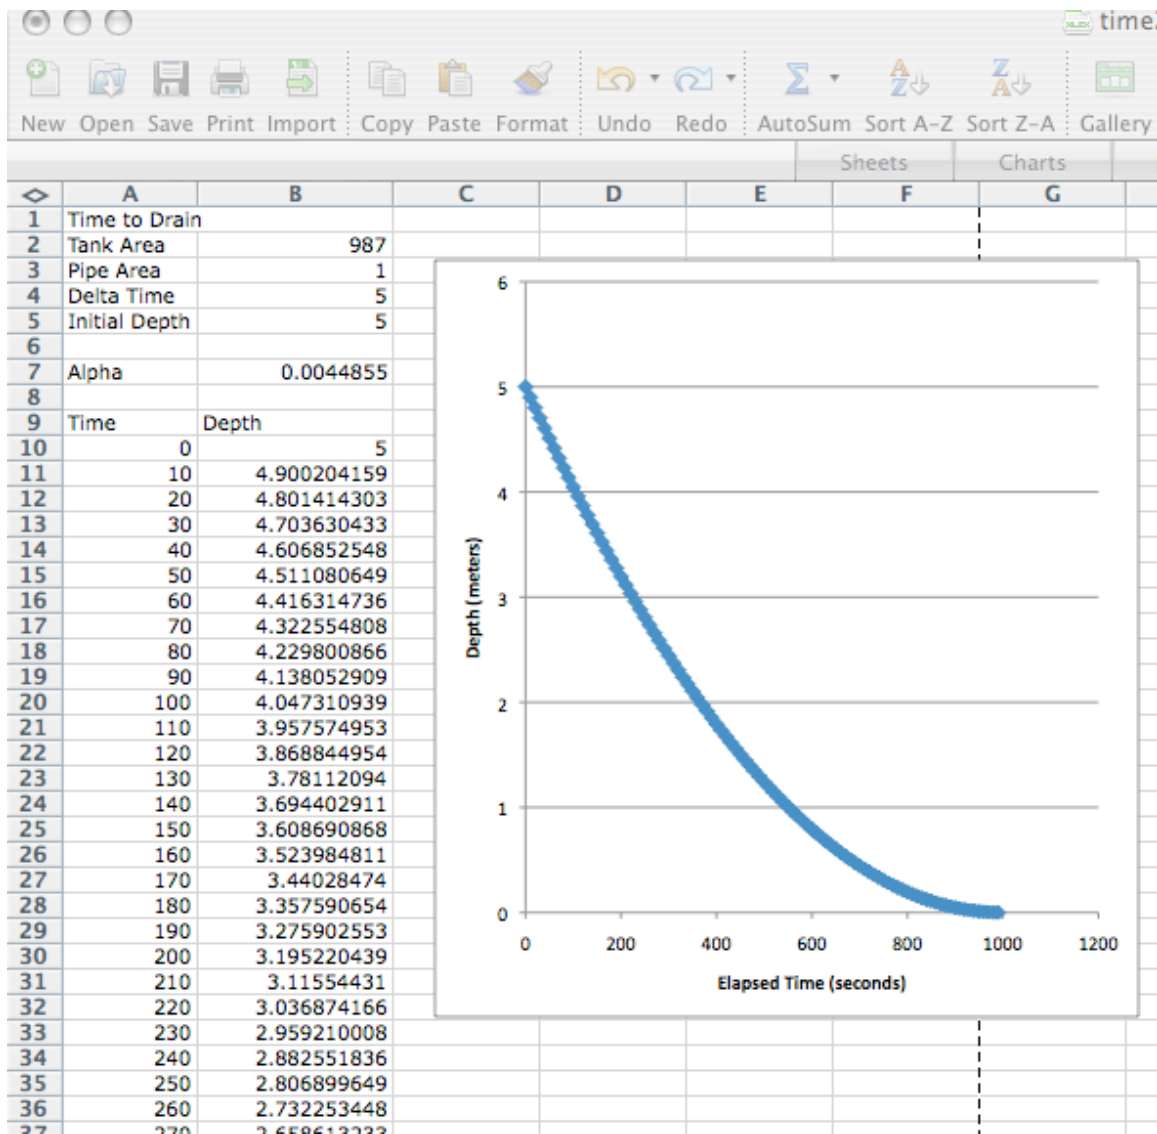 time
New Open Save Print Import Copy Paste Format Undo Redo AutoSum Sort A-Z Sort Z-A Gallery
Sheets Charts
A B C D E F G
1 Time to Drain
2 Tank Area 987
3 Pipe Area 1
4 Delta Time 5
5 Initial Depth 5
6
7 Alpha 0.0044855
8
9 Time Depth
10 0 5
11 10 4.900204159
12 20 4.801414303
13 30 4.703630433
14 40 4.606852548
15 50 4.511080649
16 60 4.416314736
17 70 4.322554808
18 80 4.229800866
19 90 4.138052909
20 100 4.047310939
21 110 3.957574953
22 120 3.868844954
23 130 3.78112094
24 140 3.694402911
25 150 3.608690868
26 160 3.523984811
27 170 3.44028474
28 180 3.357590654
29 190 3.275902553
30 200 3.195220439
31 210 3.11554431
32 220 3.036874166
33 230 2.959210008
34 240 2.882551836
35 250 2.806899649
36 260 2.732253448
37 270 2.658613233
6
5
4
3
2
1
0
Depth (meters)
0 200 400 600 800 1000 1200
Elapsed Time (seconds)